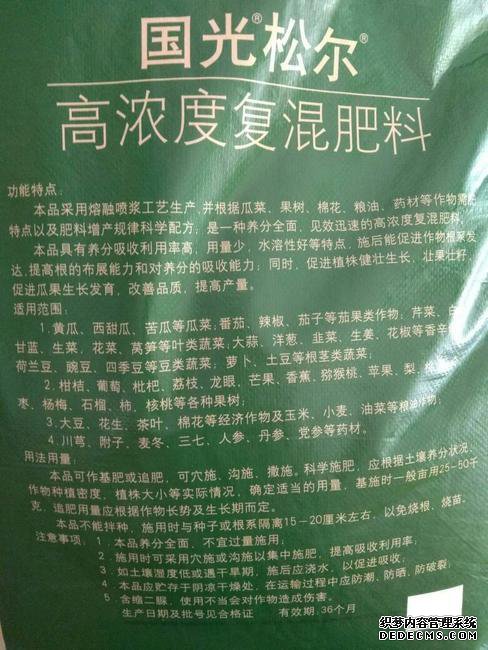 国光®松尔®
高浓度复混肥料
功能特点：
本品采用熔融喷浆工艺生产,并根据瓜菜、果树、棉花、粮油、药材等作物需肥
特点以及肥料增产规律科学配方；是一种养分全面，见效迅速的高浓度复混肥料。
本品具有养分吸收利用率高，用量少，水溶性好等特点，施后能促进作物根系发
达,提高根的布展能力和对养分的吸收能力；同时，促进植株健壮生长，壮果壮籽，
促进瓜果生长发育，改善品质，提高产量。
适用范围：
1.黄瓜、西甜瓜、苦瓜等瓜菜；番茄、辣椒、茄子等茄果类作物；芹菜、白
甘蓝、生菜，花菜、莴笋等叶类蔬菜；大蒜、洋葱、韭菜、生姜、花椒等香辛
荷兰豆、豌豆、四季豆等豆类蔬菜；萝卜、土豆等根茎类蔬菜；
2.柑桔、葡萄、枇杷、荔枝、龙眼、芒果、香蕉、猕猴桃、苹果、梨、
枣、杨梅、石榴、柿、核桃等各种果树；
3.大豆、花生、茶叶、棉花等经济作物及玉米、小麦、油菜等粮油作物；
4.川芎、附子、麦冬、三七、人参、丹参、党参等药材。
用法用量：
本品可作基肥或追肥，可穴施、沟施、撒施。科学施肥，应根据土壤养分状况、
作物种植密度，植株大小等实际情况，确定适当的用量，基施时一般亩用25-50千
克，追肥用量应根据作物长势及生长期而定。
本品不能拌种，施用时与种子或根系隔离15－20厘米左右，以免烧根、烧苗。
注意事项：1．本品养分全面，不宜过量施用；
2．施用时可采用穴施或沟施以集中施肥，提高吸收利用率；
3．如土壤湿度低或遇干旱期，施后应浇水，以促进吸收；
4．本品应贮存于阴凉干燥处，在运输过程中应防潮、防晒，防破裂；
5　含缩二脲，使用不当会对作物造成伤害。
生产日期及批号见合格证　有效期:36个月
织梦内容管理系统
DEDECMS.COM